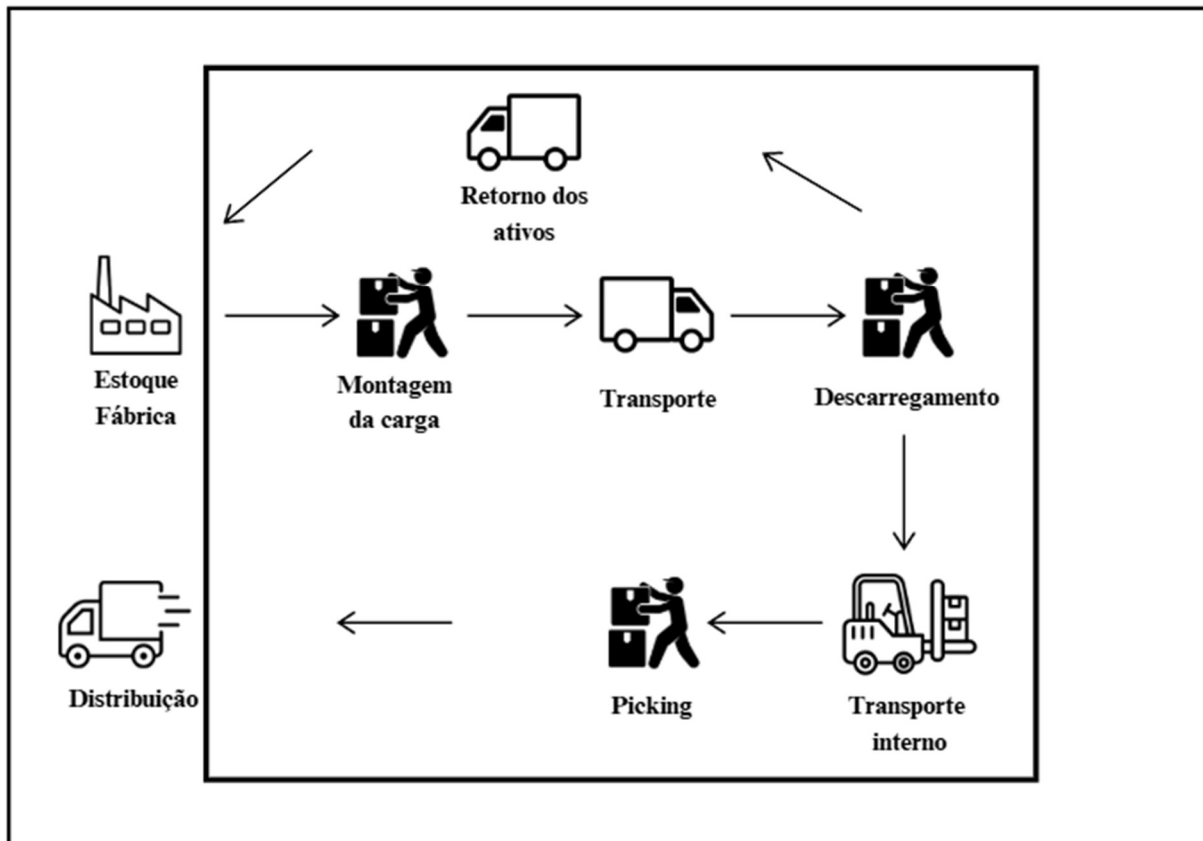 Retorno dos
ativos
Estoque
Fábrica
Montagem
da carga
Transporte
Descarregamento
Distribuição
Picking
Transporte
interno